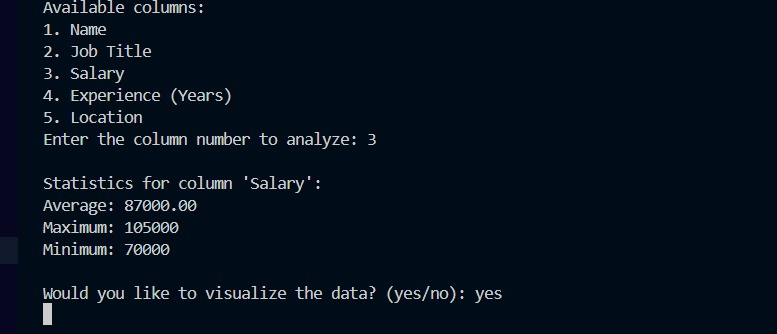 Available columns:
1. Name
2. Job Title
3. Salary
4. Experience (Years)
5. Location
Enter the column number to analyze: 3
Statistics for column 'Salary':
Average: 87000.00
Maximum: 105000
Minimum: 70000
Would you like to visualize the data? (yes/no): yes